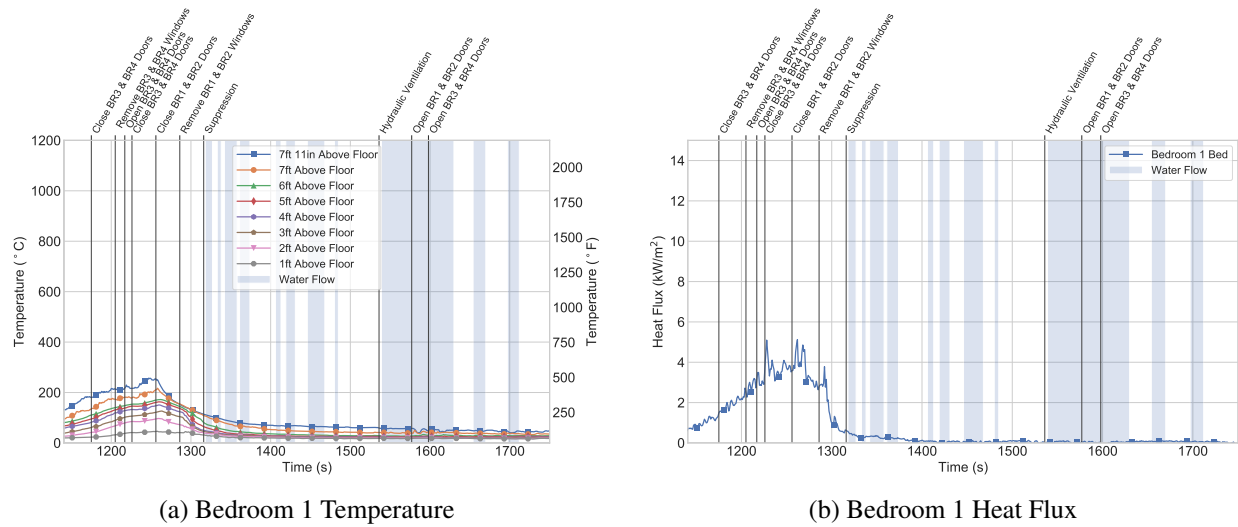 Close BR3 & BR4 Doors
Remove BR3 & BR4 Windows
Open BR3 & BR4 Doors
Close BR3 & BR4 Doors
Close BR1 & BR2 Doors
Remove BR1 & BR2 Windows
Suppression
Hydraulic Ventilation
Open BR1 & BR2 Doors
Open BR3 & BR4 Doors
1200
1000
800
600
400
200
0
Temperature (°C)
2000
1750
1500
1250
1000
750
500
250
Temperature (°F)
7ft 11in Above Floor
7ft Above Floor
6ft Above Floor
5ft Above Floor
4ft Above Floor
3ft Above Floor
2ft Above Floor
1ft Above Floor
Water Flow
1200 1300 1400 1500 1600 1700
Time (s)
(a) Bedroom 1 Temperature
Close BR3 & BR4 Doors
Remove BR3 & BR4 Windows
Open BR3 & BR4 Doors
Close BR3 & BR4 Doors
Close BR1 & BR2 Doors
Remove BR1 & BR2 Windows
Suppression
Hydraulic Ventilation
Open BR1 & BR2 Doors
Open BR3 & BR4 Doors
14
12
10
8
6
4
2
0
Heat Flux (kW/m²)
Bedroom 1 Bed
Water Flow
1200 1300 1400 1500 1600 1700
Time (s)
(b) Bedroom 1 Heat Flux